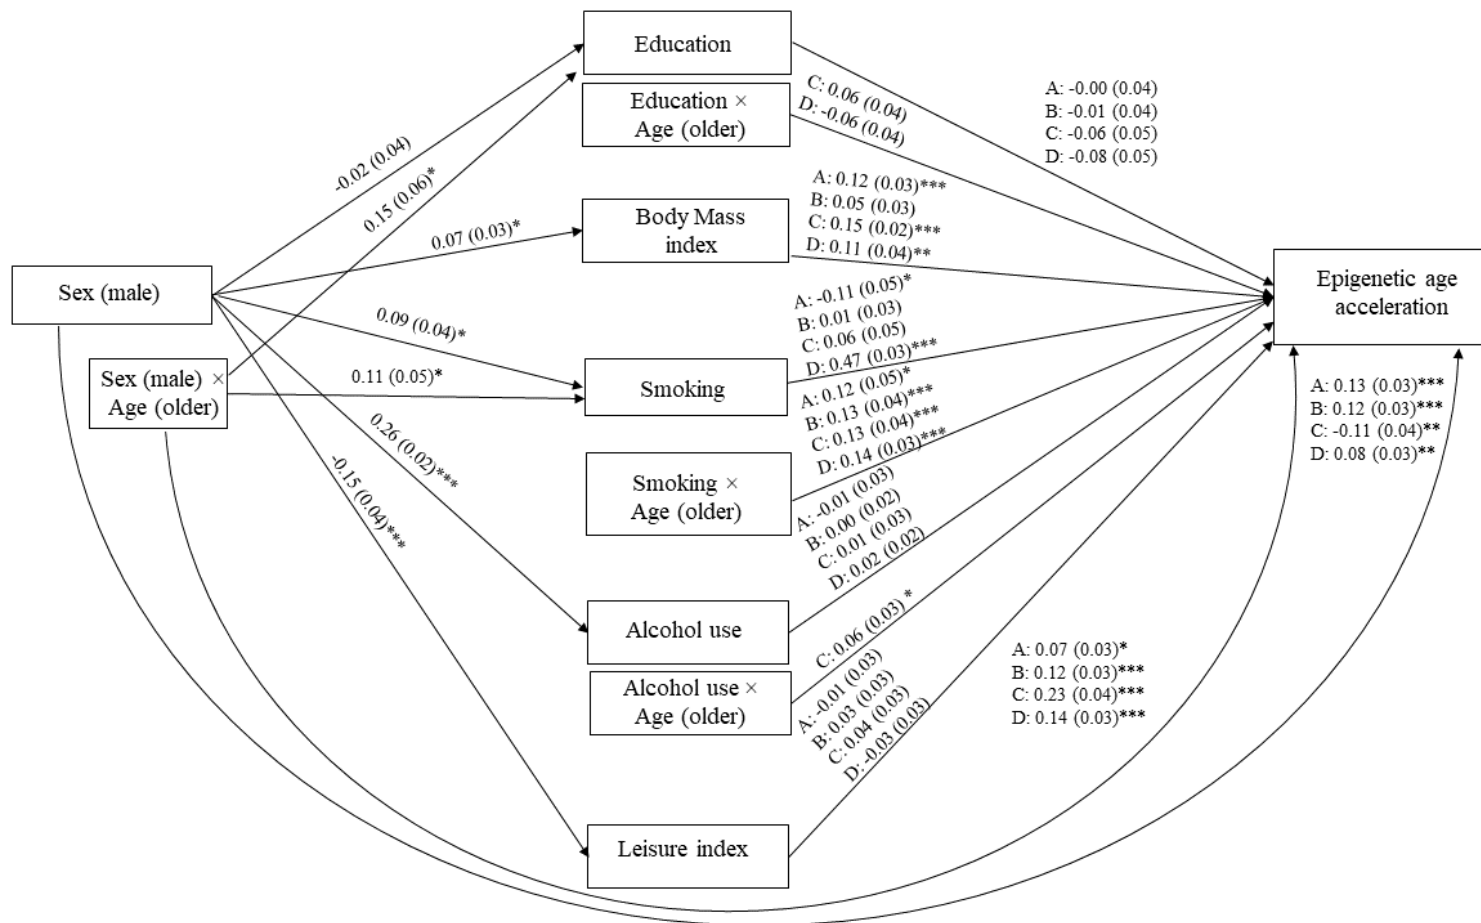 Education
Education ×
Age (older)
C: 0.06 (0.04)
D: -0.06 (0.04)
A: -0.00 (0.04)
B: -0.01 (0.04)
C: -0.06 (0.05)
D: -0.08 (0.05)
-0.02 (0.04)
0.15 (0.06)*
Body Mass
index
0.07 (0.03)*
A: 0.12 (0.03)***
B: 0.05 (0.03)
C: 0.15 (0.02)***
D: 0.11 (0.04)**
Sex (male)
Epigenetic age
acceleration
0.09 (0.04)*
A: -0.11 (0.05)*
B: 0.01 (0.03)
C: 0.06 (0.05)
D: 0.47 (0.03)***
Sex (male) ×
Age (older)
0.11 (0.05)*
Smoking
A: 0.12 (0.05)*
B: 0.13 (0.04)***
C: 0.13 (0.04)***
D: 0.14 (0.03)***
A: 0.13 (0.03)***
B: 0.12 (0.03)***
C: -0.11 (0.04)**
D: 0.08 (0.03)**
0.26 (0.02)***
-0.15 (0.04)***
Smoking ×
Age (older)
A: -0.01 (0.03)
B: 0.00 (0.02)
C: 0.01 (0.03)
D: 0.02 (0.02)
Alcohol use
C: 0.06 (0.03)*
Alcohol use ×
Age (older)
A: -0.01 (0.03)
B: 0.03 (0.03)
C: 0.04 (0.03)
D: -0.03 (0.03)
A: 0.07 (0.03)*
B: 0.12 (0.03)***
C: 0.23 (0.04)***
D: 0.14 (0.03)***
Leisure index